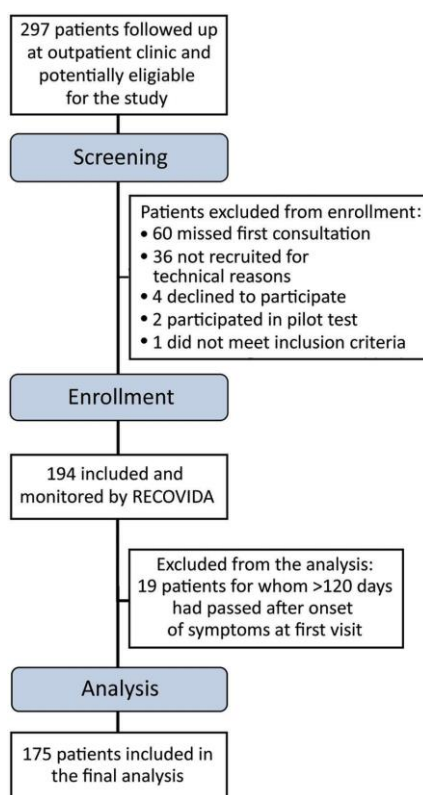 297 patients followed up
at outpatient clinic and
potentially eligiable
for the study
Screening
Patients excluded from enrollment:
• 60 missed first consultation
• 36 not recruited for
technical reasons
• 4 declined to participate
• 2 participated in pilot test
• 1 did not meet inclusion criteria
Enrollment
194 included and
monitored by RECOVIDA
Excluded from the analysis:
19 patients for whom >120 days
had passed after onset
of symptoms at first visit
Analysis
175 patients included in
the final analysis